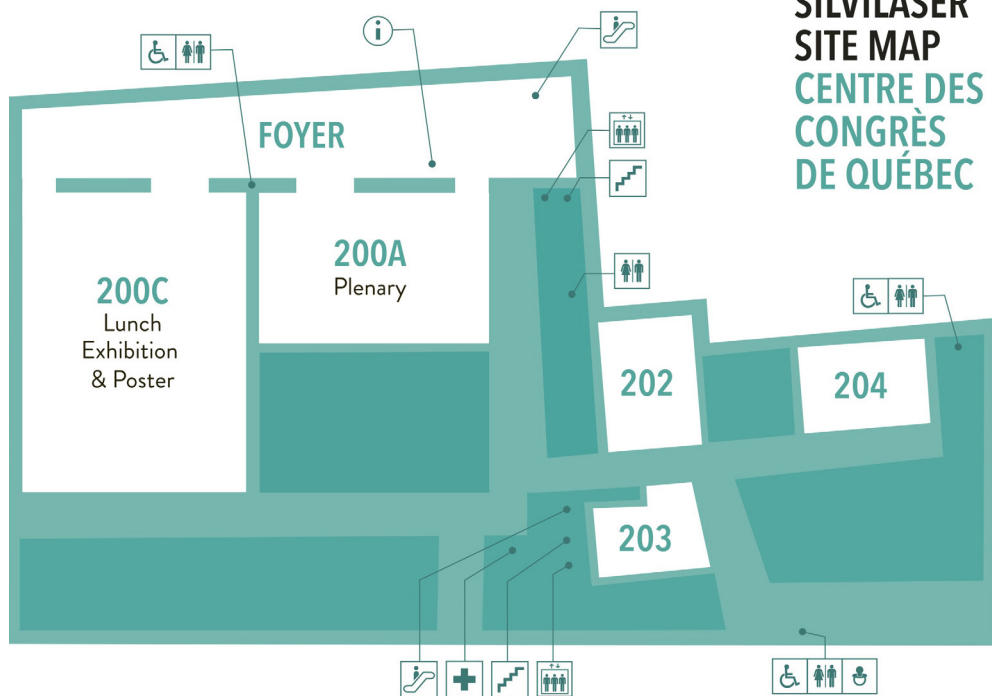 SILVILASER
SITE MAP
CENTRE DES
CONGRÈS
DE QUÉBEC
FOYER
200A
Plenary
200C
Lunch
Exhibition
& Poster
202
204
203